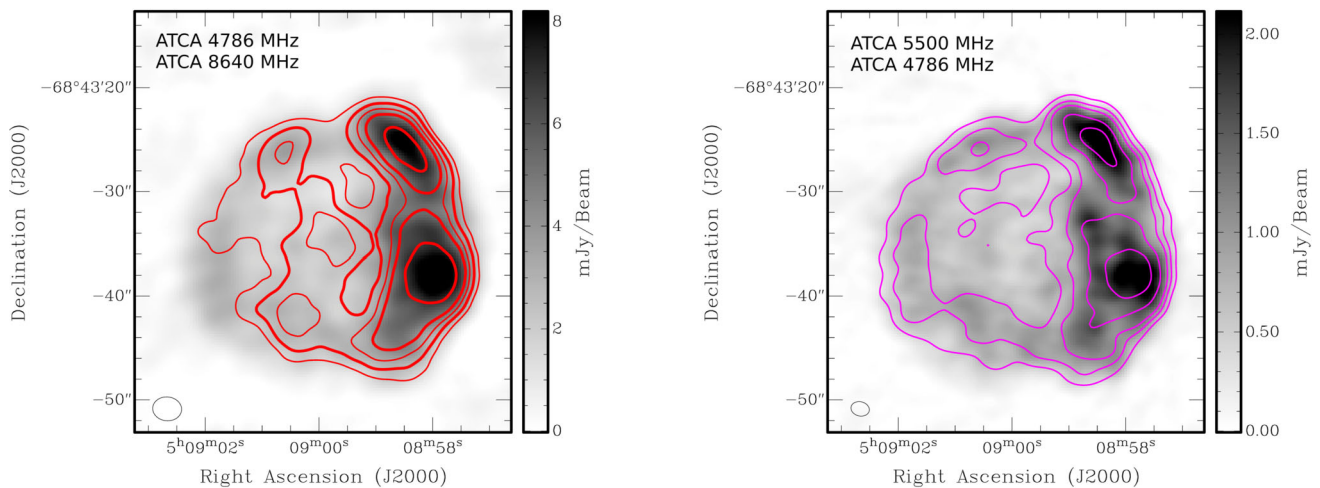 ATCA 4786 MHz
ATCA 8640 MHz
−68°43′20″
−30″
−40″
−50″
Declination (J2000)
5ʰ09ᵐ02ˢ
09ᵐ00ˢ
08ᵐ58ˢ
Right Ascension (J2000)
8
6
4
2
0
mJy/Beam
ATCA 5500 MHz
ATCA 4786 MHz
−68°43′20″
−30″
−40″
−50″
Declination (J2000)
5ʰ09ᵐ02ˢ
09ᵐ00ˢ
08ᵐ58ˢ
Right Ascension (J2000)
2.00
1.50
1.00
0.50
0.00
mJy/Beam